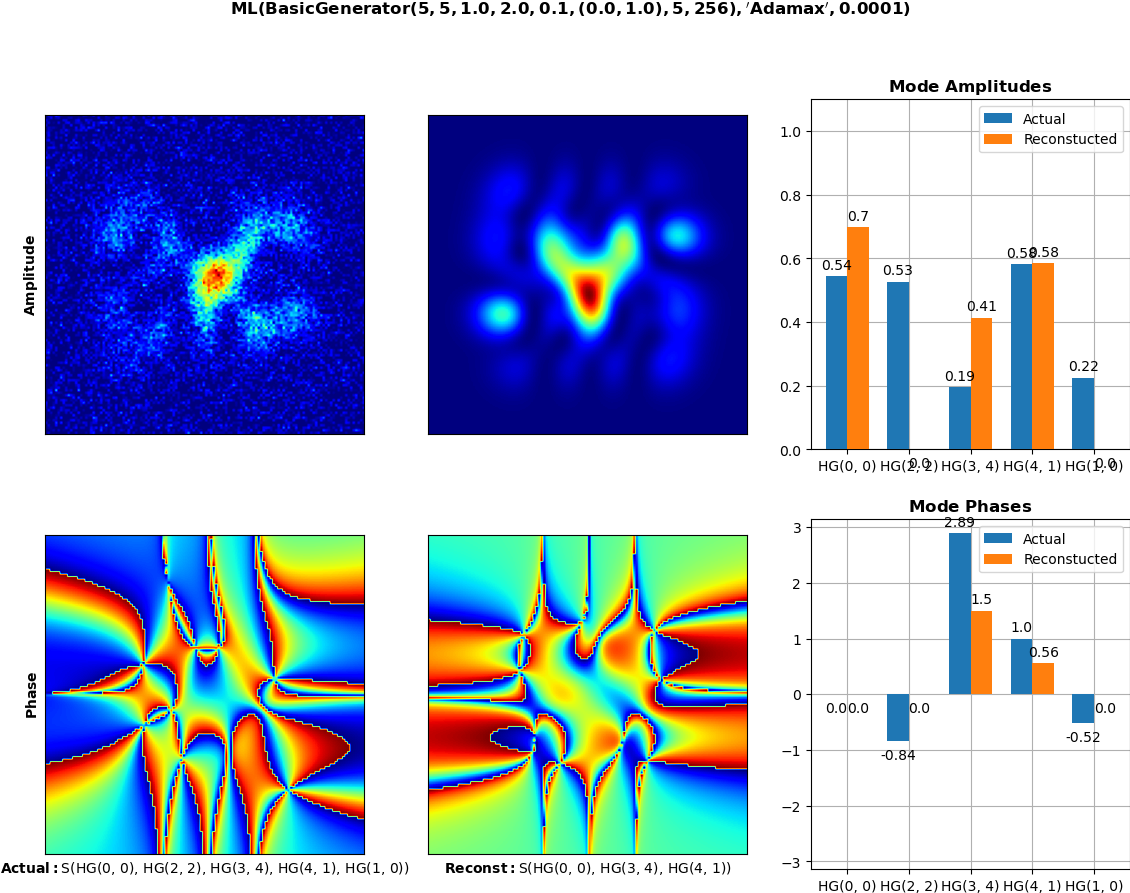 ML(BasicGenerator(5, 5, 1.0, 2.0, 0.1, (0.0, 1.0), 5, 256), ′Adamax′, 0.0001)
Amplitude
Mode Amplitudes
Actual
Reconstucted
1.0
0.8
0.6
0.4
0.2
0.0
0.54
0.7
0.53
0.0
0.19
0.41
0.58
0.58
0.22
0.0
HG(0, 0)
HG(2, 2)
HG(3, 4)
HG(4, 1)
HG(1, 0)
Phase
Actual: S(HG(0, 0), HG(2, 2), HG(3, 4), HG(4, 1), HG(1, 0))
Reconst: S(HG(0, 0), HG(3, 4), HG(4, 1))
Mode Phases
Actual
Reconstucted
3
2
1
0
−1
−2
−3
0.0
0.0
-0.84
0.0
2.89
1.5
1.0
0.56
-0.52
0.0
HG(0, 0)
HG(2, 2)
HG(3, 4)
HG(4, 1)
HG(1, 0)